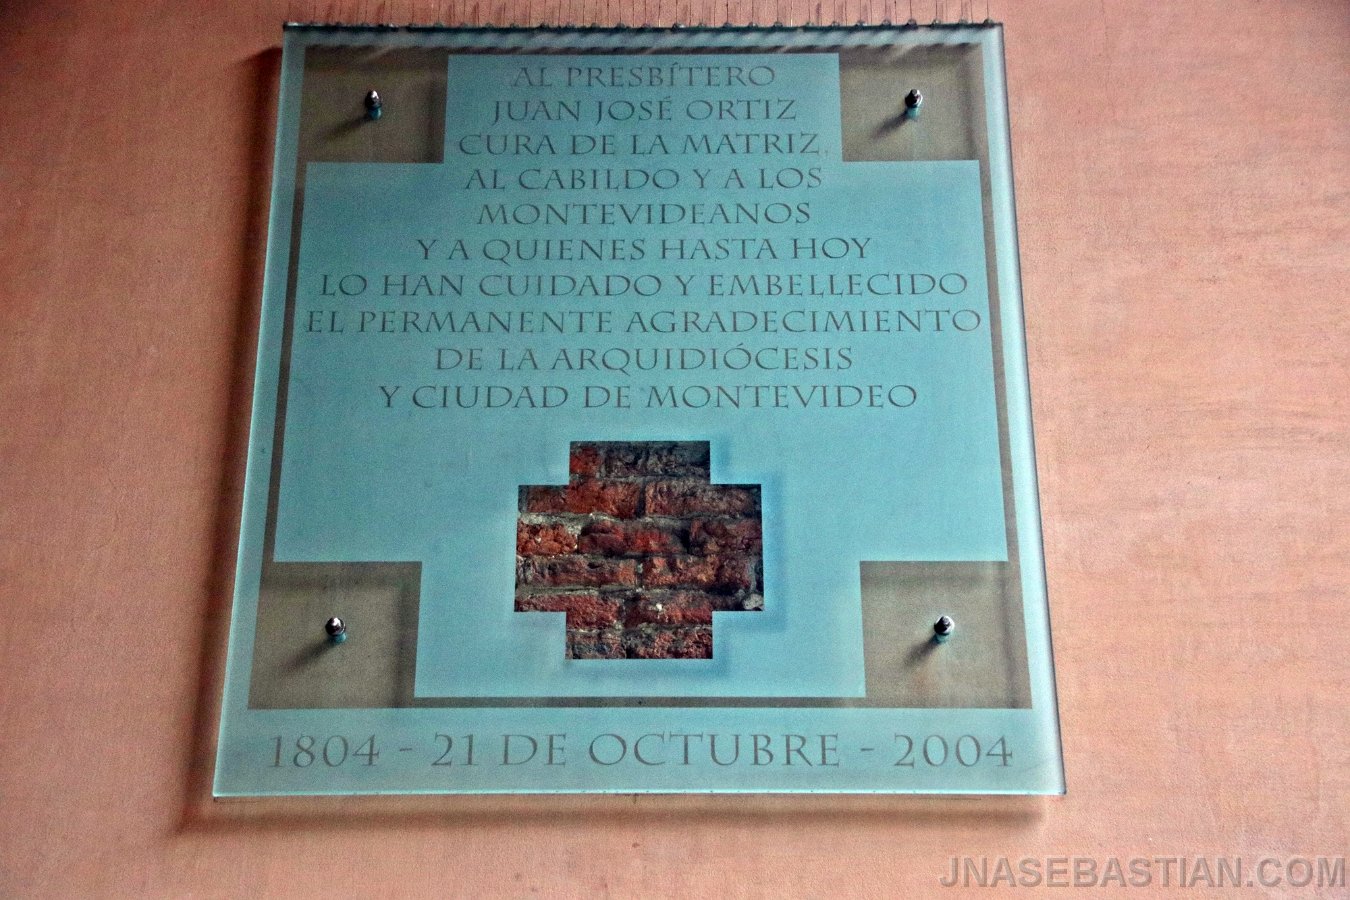 AL PRESBÍTERO
JUAN JOSÉ ORTIZ
CURA DE LA MATRIZ,
AL CABILDO Y A LOS
MONTEVIDEANOS
Y A QUIENES HASTA HOY
LO HAN CUIDADO Y EMBELLECIDO
EL PERMANENTE AGRADECIMIENTO
DE LA ARQUIDIÓCESIS
Y CIUDAD DE MONTEVIDEO
1804 - 21 DE OCTUBRE - 2004
JNASEBASTIAN.COM